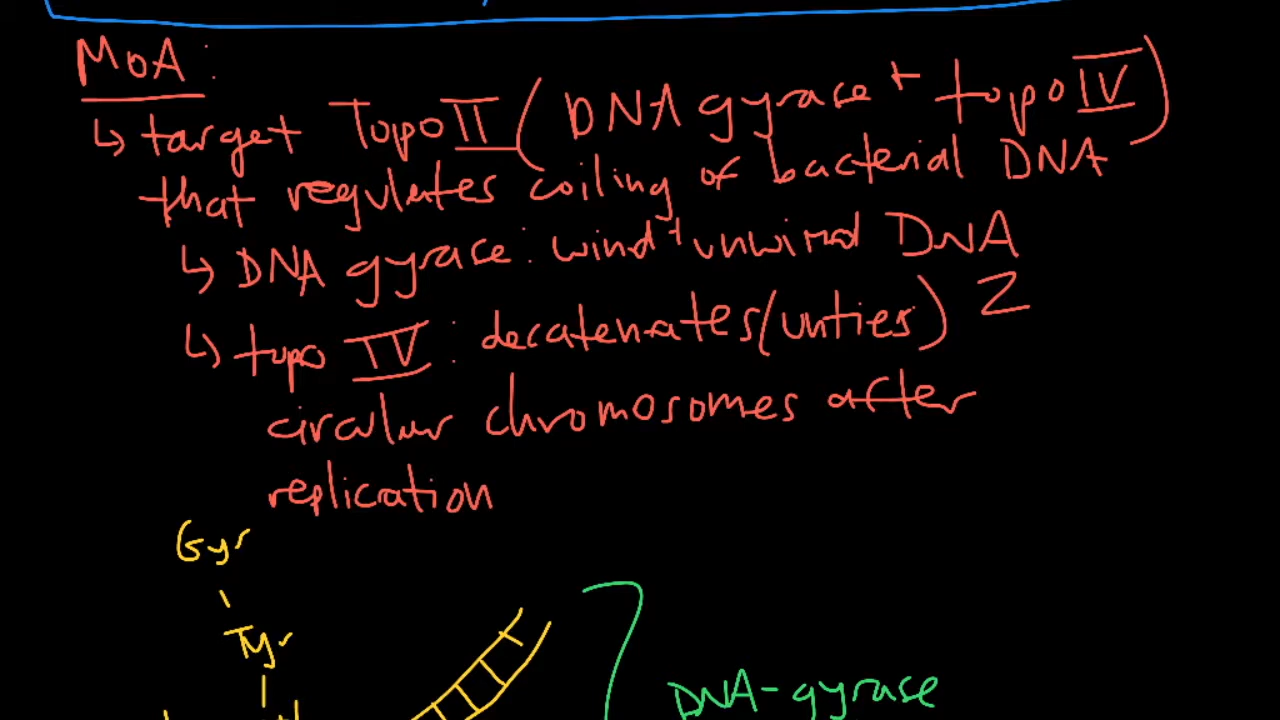 MoA:
↳ target Topo II (DNA gyrase + topo IV)
that regulates coiling of bacterial DNA
↳ DNA gyrase: wind + unwind DNA
↳ topo IV: decatenates (unties) 2
circular chromosomes after
replication
Gyr
Tyr
DNA-gyrase